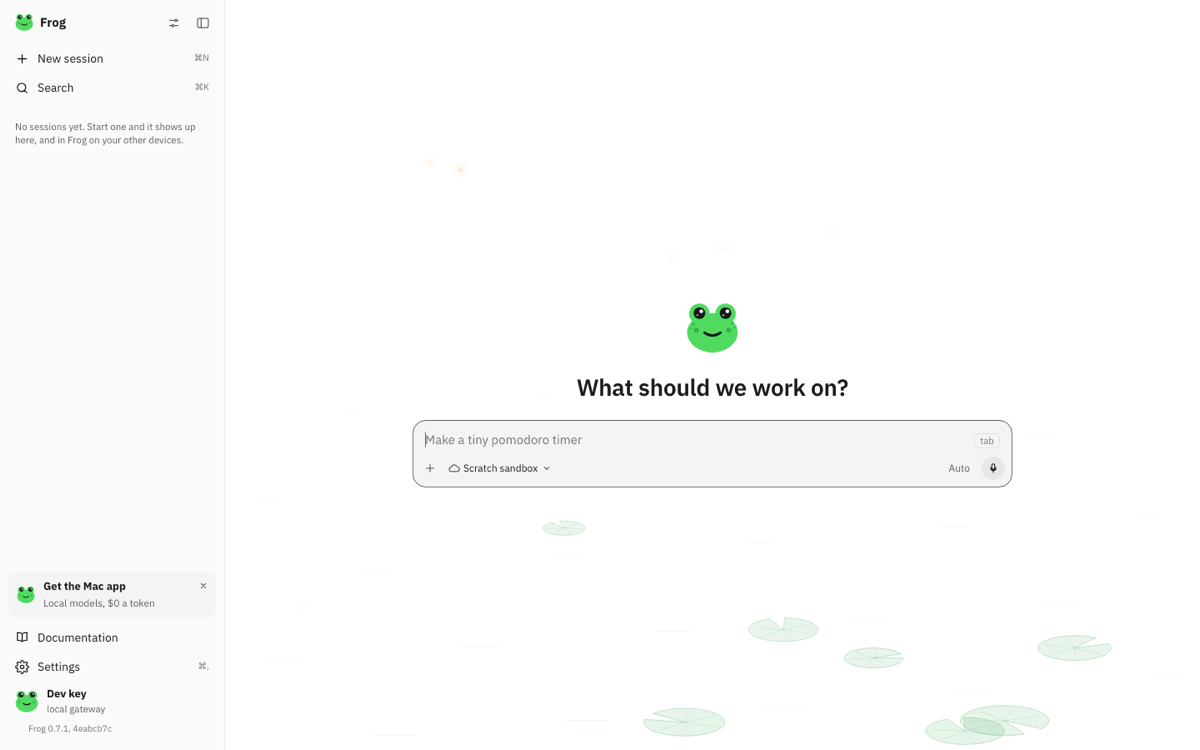 Frog
New session ⌘N
Search ⌘K
No sessions yet. Start one and it shows up
here, and in Frog on your other devices.
What should we work on?
Make a tiny pomodoro timer tab
Scratch sandbox Auto
Get the Mac app
Local models, $0 a token
Documentation
Settings ⌘,
Dev key
local gateway
Frog 0.7.1, 4eabcb7c